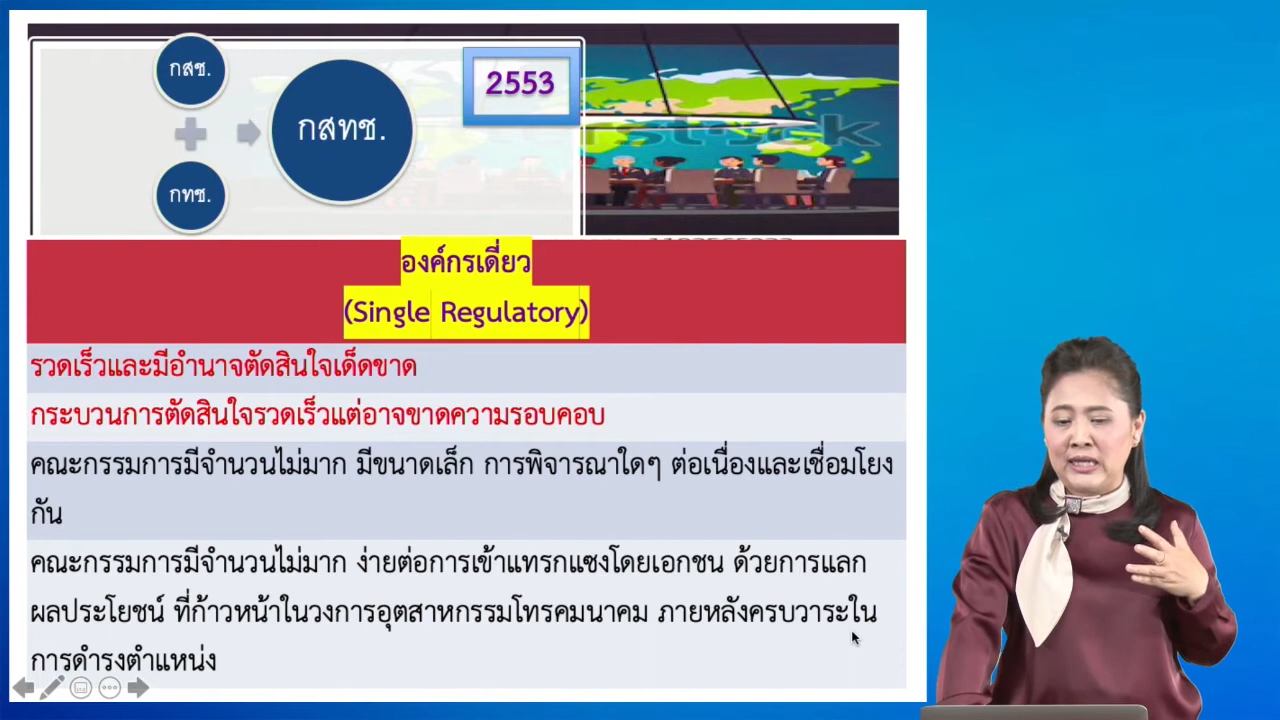 กสช.
กทช.
กสทช.
2553
องค์กรเดี่ยว
(Single Regulatory)
รวดเร็วและมีอำนาจตัดสินใจเด็ดขาด
กระบวนการตัดสินใจรวดเร็วแต่อาจขาดความรอบคอบ
คณะกรรมการมีจำนวนไม่มาก มีขนาดเล็ก การพิจารณาใดๆ ต่อเนื่องและเชื่อมโยง
กัน
คณะกรรมการมีจำนวนไม่มาก ง่ายต่อการเข้าแทรกแซงโดยเอกชน ด้วยการแลก
ผลประโยชน์ ที่ก้าวหน้าในวงการอุตสาหกรรมโทรคมนาคม ภายหลังครบวาระใน
การดำรงตำแหน่ง